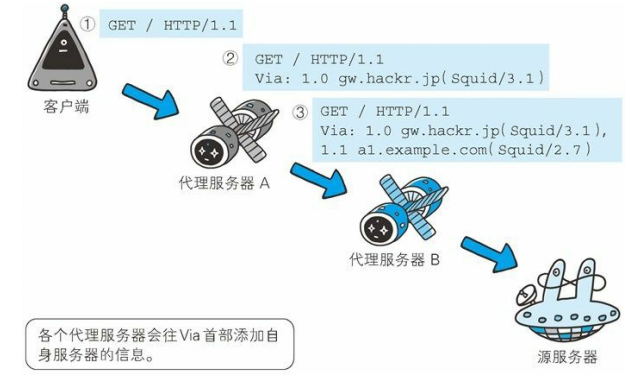 ① GET / HTTP/1.1
② GET / HTTP/1.1
Via: 1.0 gw.hackr.jp(Squid/3.1)
③ GET / HTTP/1.1
Via: 1.0 gw.hackr.jp(Squid/3.1),
1.1 a1.example.com(Squid/2.7)
客户端
代理服务器 A
代理服务器 B
源服务器
各个代理服务器会往Via首部添加自
身服务器的信息。